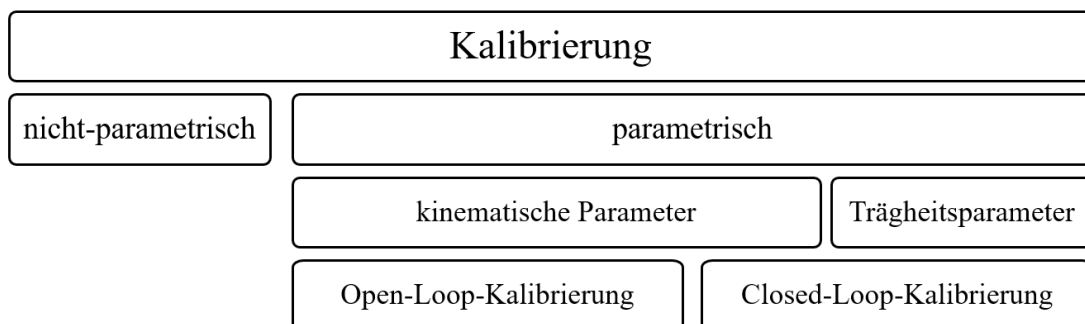 Kalibrierung
nicht-parametrisch
parametrisch
kinematische Parameter
Trägheitsparameter
Open-Loop-Kalibrierung
Closed-Loop-Kalibrierung